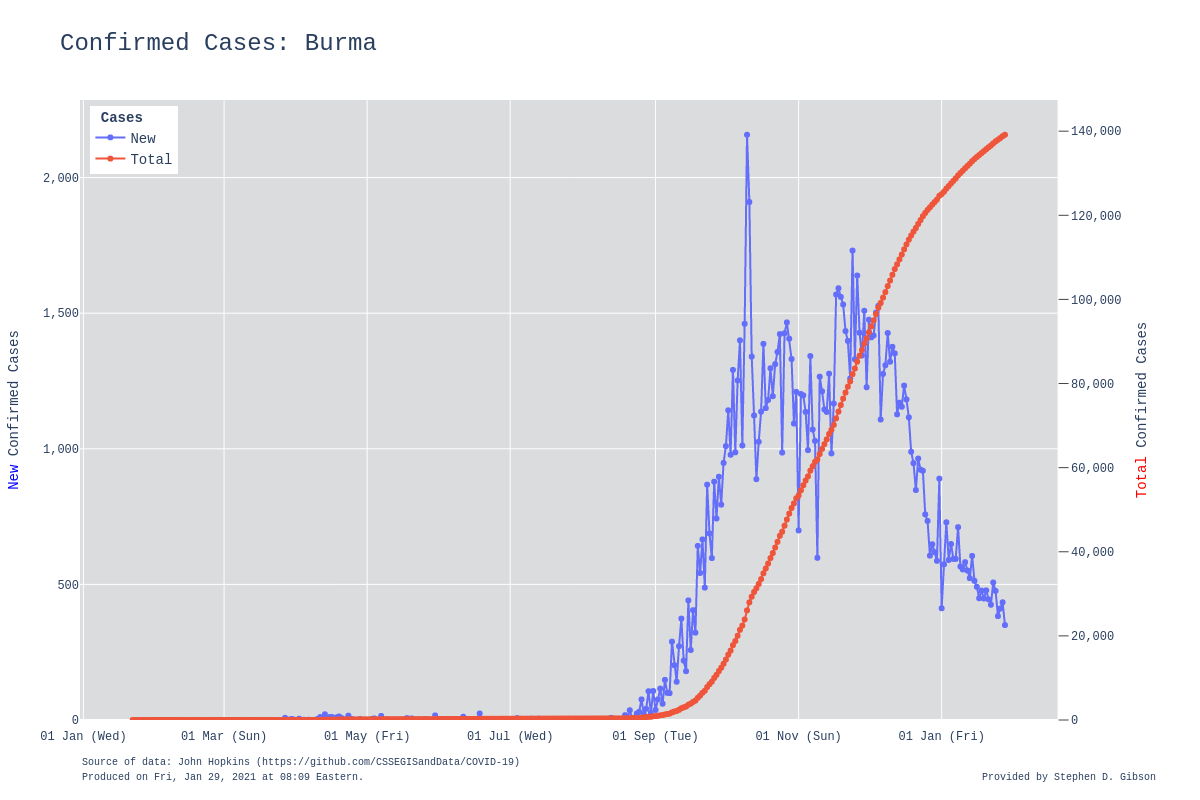 Confirmed Cases: Burma
Cases
New
Total
2,000
1,500
1,000
500
0
140,000
120,000
100,000
80,000
60,000
40,000
20,000
0
New Confirmed Cases
Total Confirmed Cases
01 Jan (Wed) 01 Mar (Sun) 01 May (Fri) 01 Jul (Wed) 01 Sep (Tue) 01 Nov (Sun) 01 Jan (Fri)
Source of data: John Hopkins (https://github.com/CSSEGISandData/COVID-19)
Produced on Fri, Jan 29, 2021 at 08:09 Eastern.
Provided by Stephen D. Gibson